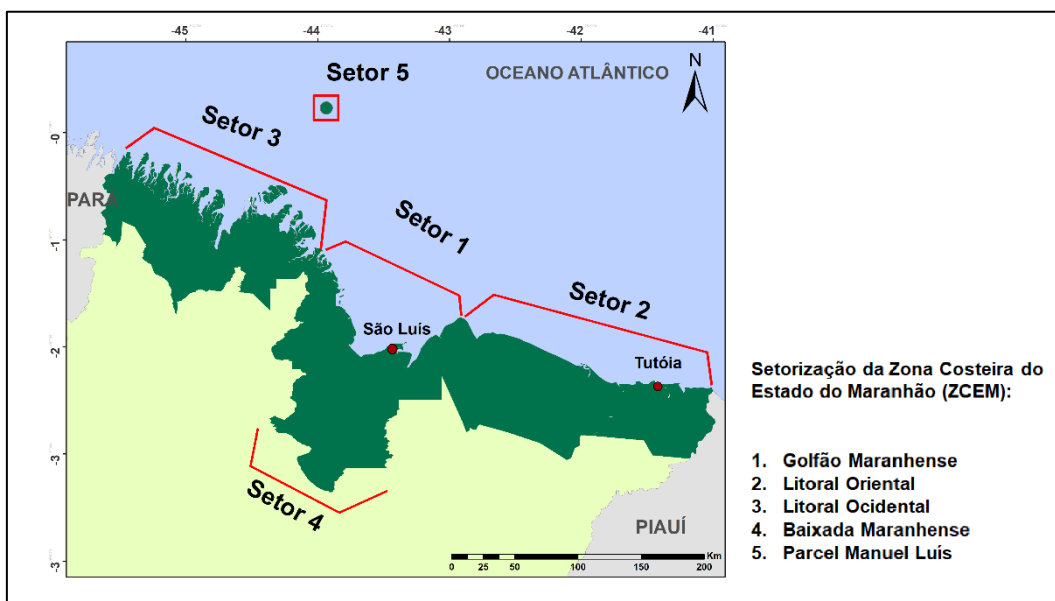 -45
-44
-43
-42
-41
Setor 5
OCEANO ATLÂNTICO
N
Setor 3
-0
PARÁ
-1
Setor 1
Setor 2
São Luís
-2
Tutóia
-3
Setor 4
PIAUÍ
Km
0 25 50 100 150 200
-3
Setorização da Zona Costeira do
Estado do Maranhão (ZCEM):
1. Golfão Maranhense
2. Litoral Oriental
3. Litoral Ocidental
4. Baixada Maranhense
5. Parcel Manuel Luís